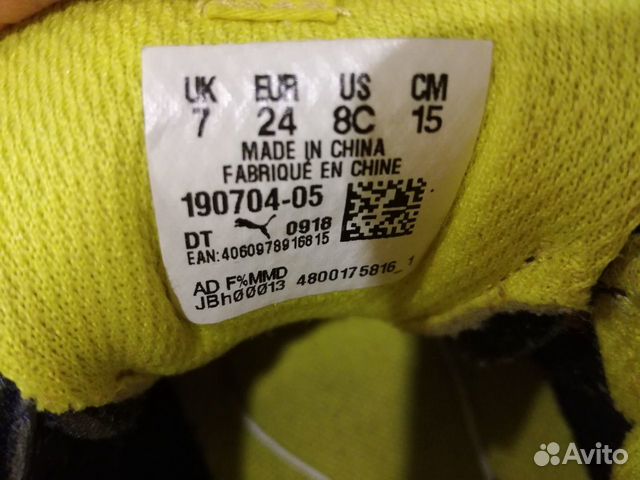 UK EUR US CM
7 24 8C 15
MADE IN CHINA
FABRIQUÉ EN CHINE
190704-05
DT 0918
EAN:4060978916815
AD F%MMD
JBh00013 4800175816_1
Avito